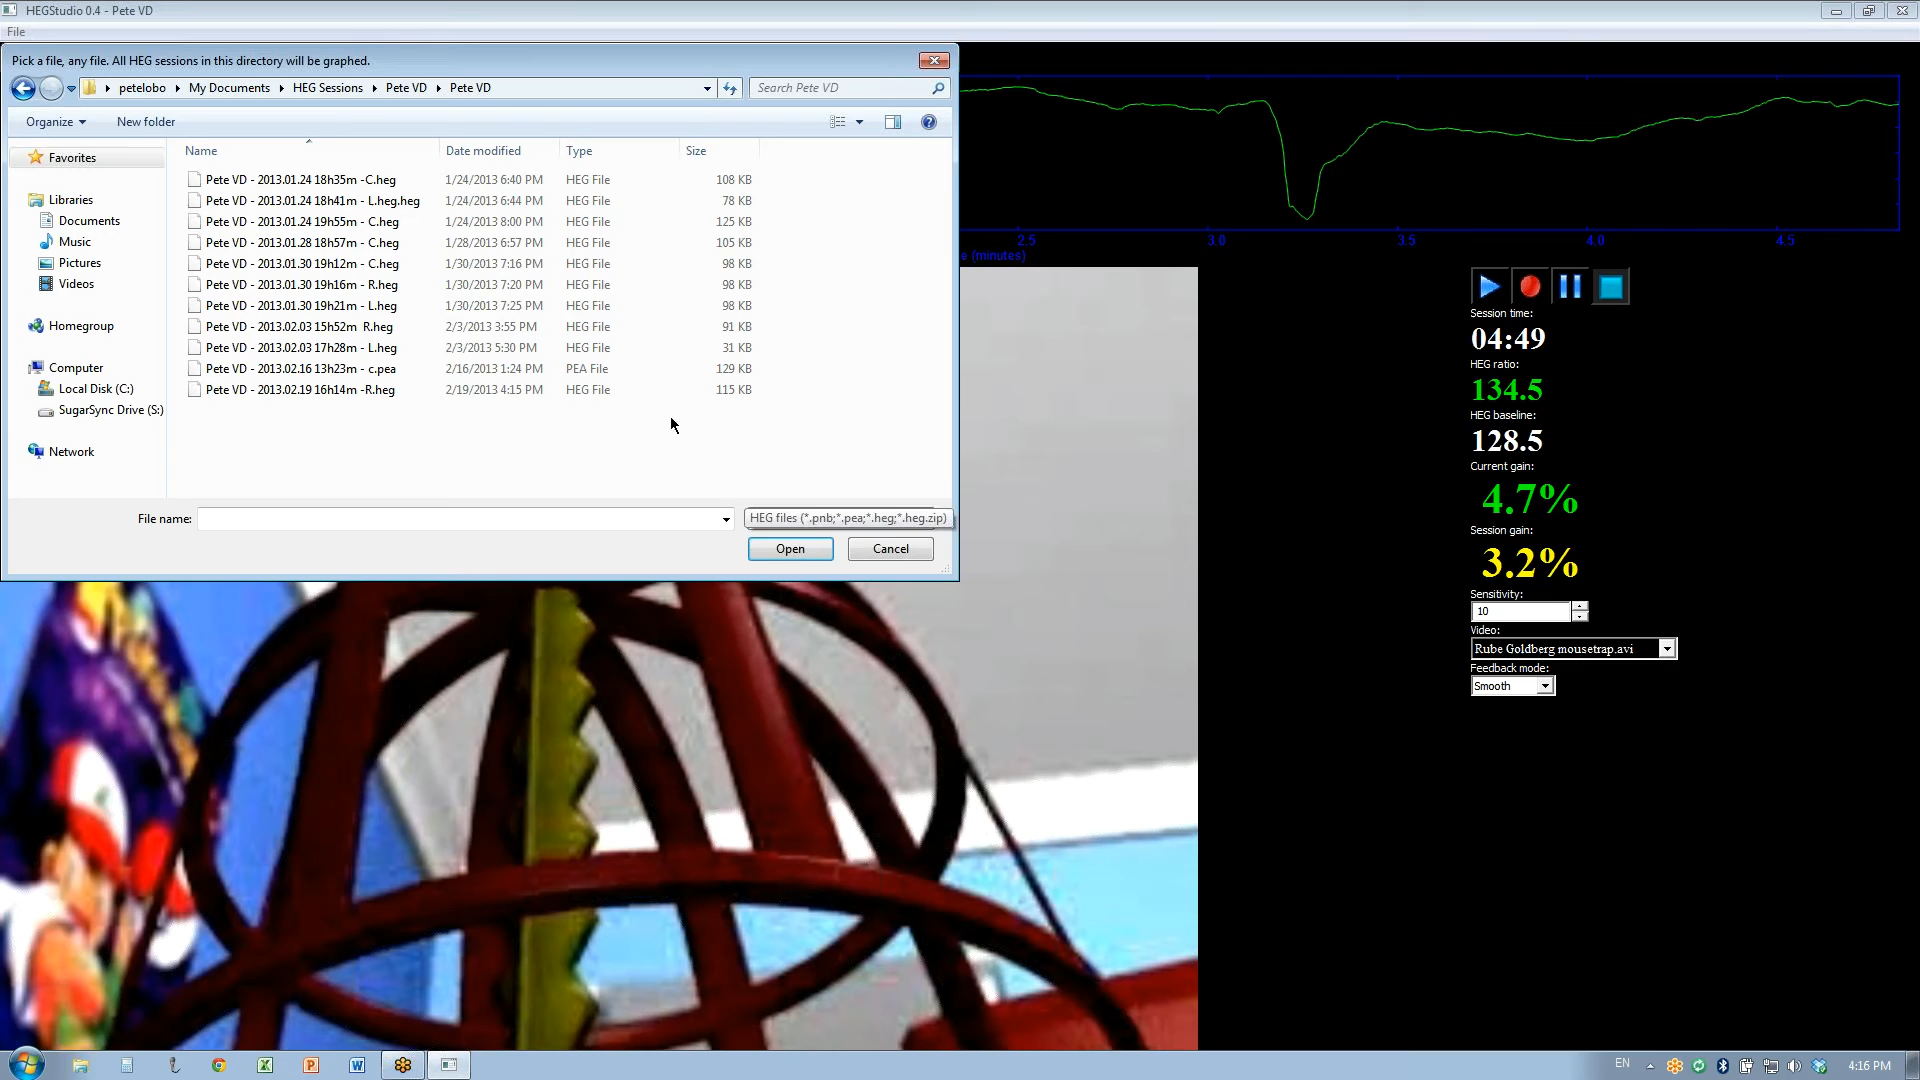 HEGStudio 0.4 - Pete VD
File
Pick a file, any file. All HEG sessions in this directory will be graphed.
petelobo My Documents HEG Sessions Pete VD Pete VD
Search Pete VD
Organize New folder
Name Date modified Type Size
Favorites
Libraries
Documents
Music
Pictures
Videos
Homegroup
Computer
Local Disk (C:)
SugarSync Drive (S:)
Network
Pete VD - 2013.01.24 18h35m -C.heg 1/24/2013 6:40 PM HEG File 108 KB
Pete VD - 2013.01.24 18h41m - L.heg.heg 1/24/2013 6:44 PM HEG File 78 KB
Pete VD - 2013.01.24 19h55m - C.heg 1/24/2013 8:00 PM HEG File 125 KB
Pete VD - 2013.01.28 18h57m - C.heg 1/28/2013 6:57 PM HEG File 105 KB
Pete VD - 2013.01.30 19h12m - C.heg 1/30/2013 7:16 PM HEG File 98 KB
Pete VD - 2013.01.30 19h16m - R.heg 1/30/2013 7:20 PM HEG File 98 KB
Pete VD - 2013.01.30 19h21m - L.heg 1/30/2013 7:25 PM HEG File 98 KB
Pete VD - 2013.02.03 15h52m R.heg 2/3/2013 3:55 PM HEG File 91 KB
Pete VD - 2013.02.03 17h28m - L.heg 2/3/2013 5:30 PM HEG File 31 KB
Pete VD - 2013.02.16 13h23m - c.pea 2/16/2013 1:24 PM PEA File 129 KB
Pete VD - 2013.02.19 16h14m -R.heg 2/19/2013 4:15 PM HEG File 115 KB
File name:
HEG files (*.pnb;*.pea;*.heg;*.heg.zip)
Open Cancel
2.5 3.0 3.5 4.0 4.5
e (minutes)
Session time:
04:49
HEG ratio:
134.5
HEG baseline:
128.5
Current gain:
4.7%
Session gain:
3.2%
Sensitivity:
10
Video:
Rube Goldberg mousetrap.avi
Feedback mode:
Smooth
EN 4:16 PM